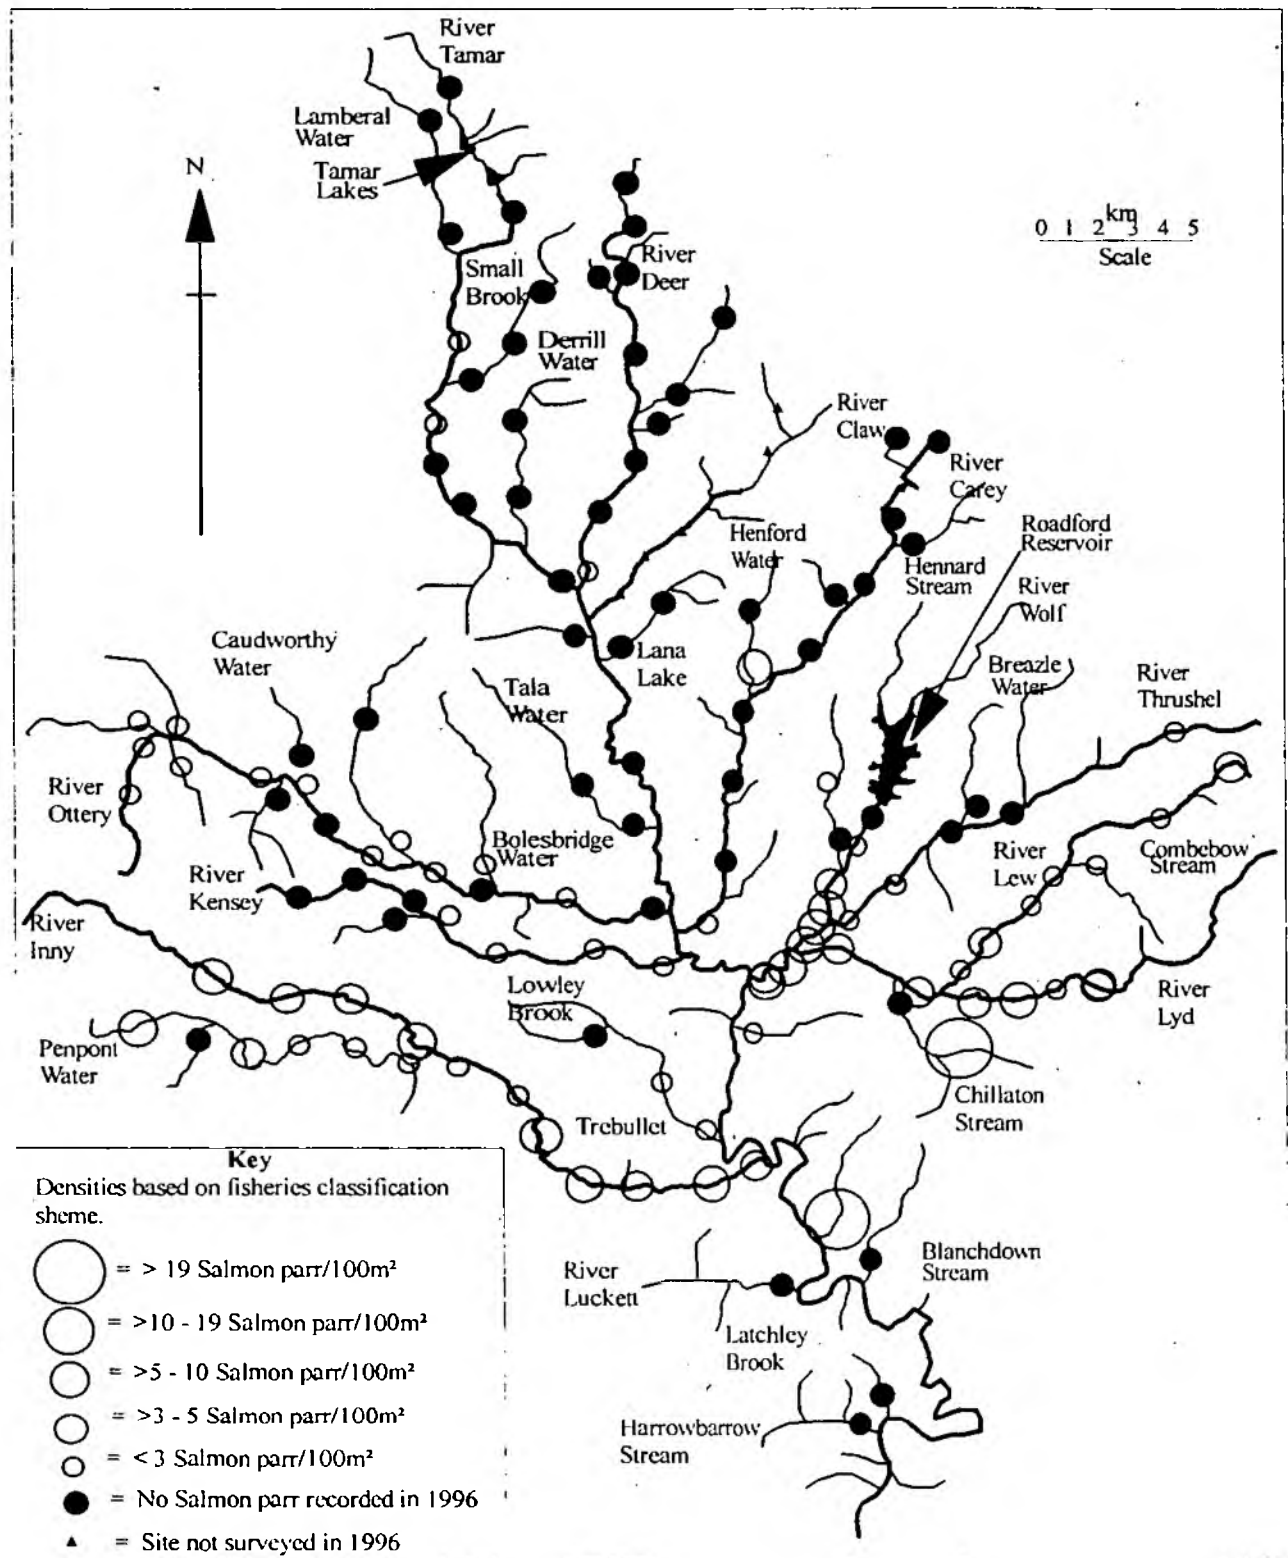 River
Tamar
Lamberal
Water
Tamar
Lakes
N
km
0 1 2 3 4 5
Scale
Small
Brook
River
Deer
Derrill
Water
River
Claw
River
Carey
Roadford
Reservoir
Henford
Water
Hennard
Stream
River
Wolf
Caudworthy
Water
Lana
Lake
Tala
Water
Breazle
Water
River
Thrushel
River
Ottery
Bolesbridge
Water
River
Lew
Combebow
Stream
River
Kensey
River
Inny
Lowley
Brook
River
Lyd
Penpont
Water
Chillaton
Stream
Trebullet
Key
Densities based on fisheries classification
sheme.
= > 19 Salmon parr/100m²
= >10 - 19 Salmon parr/100m²
= >5 - 10 Salmon parr/100m²
= >3 - 5 Salmon parr/100m²
= < 3 Salmon parr/100m²
= No Salmon parr recorded in 1996
= Site not surveyed in 1996
River
Luckett
Blanchdown
Stream
Latchley
Brook
Harrowbarrow
Stream